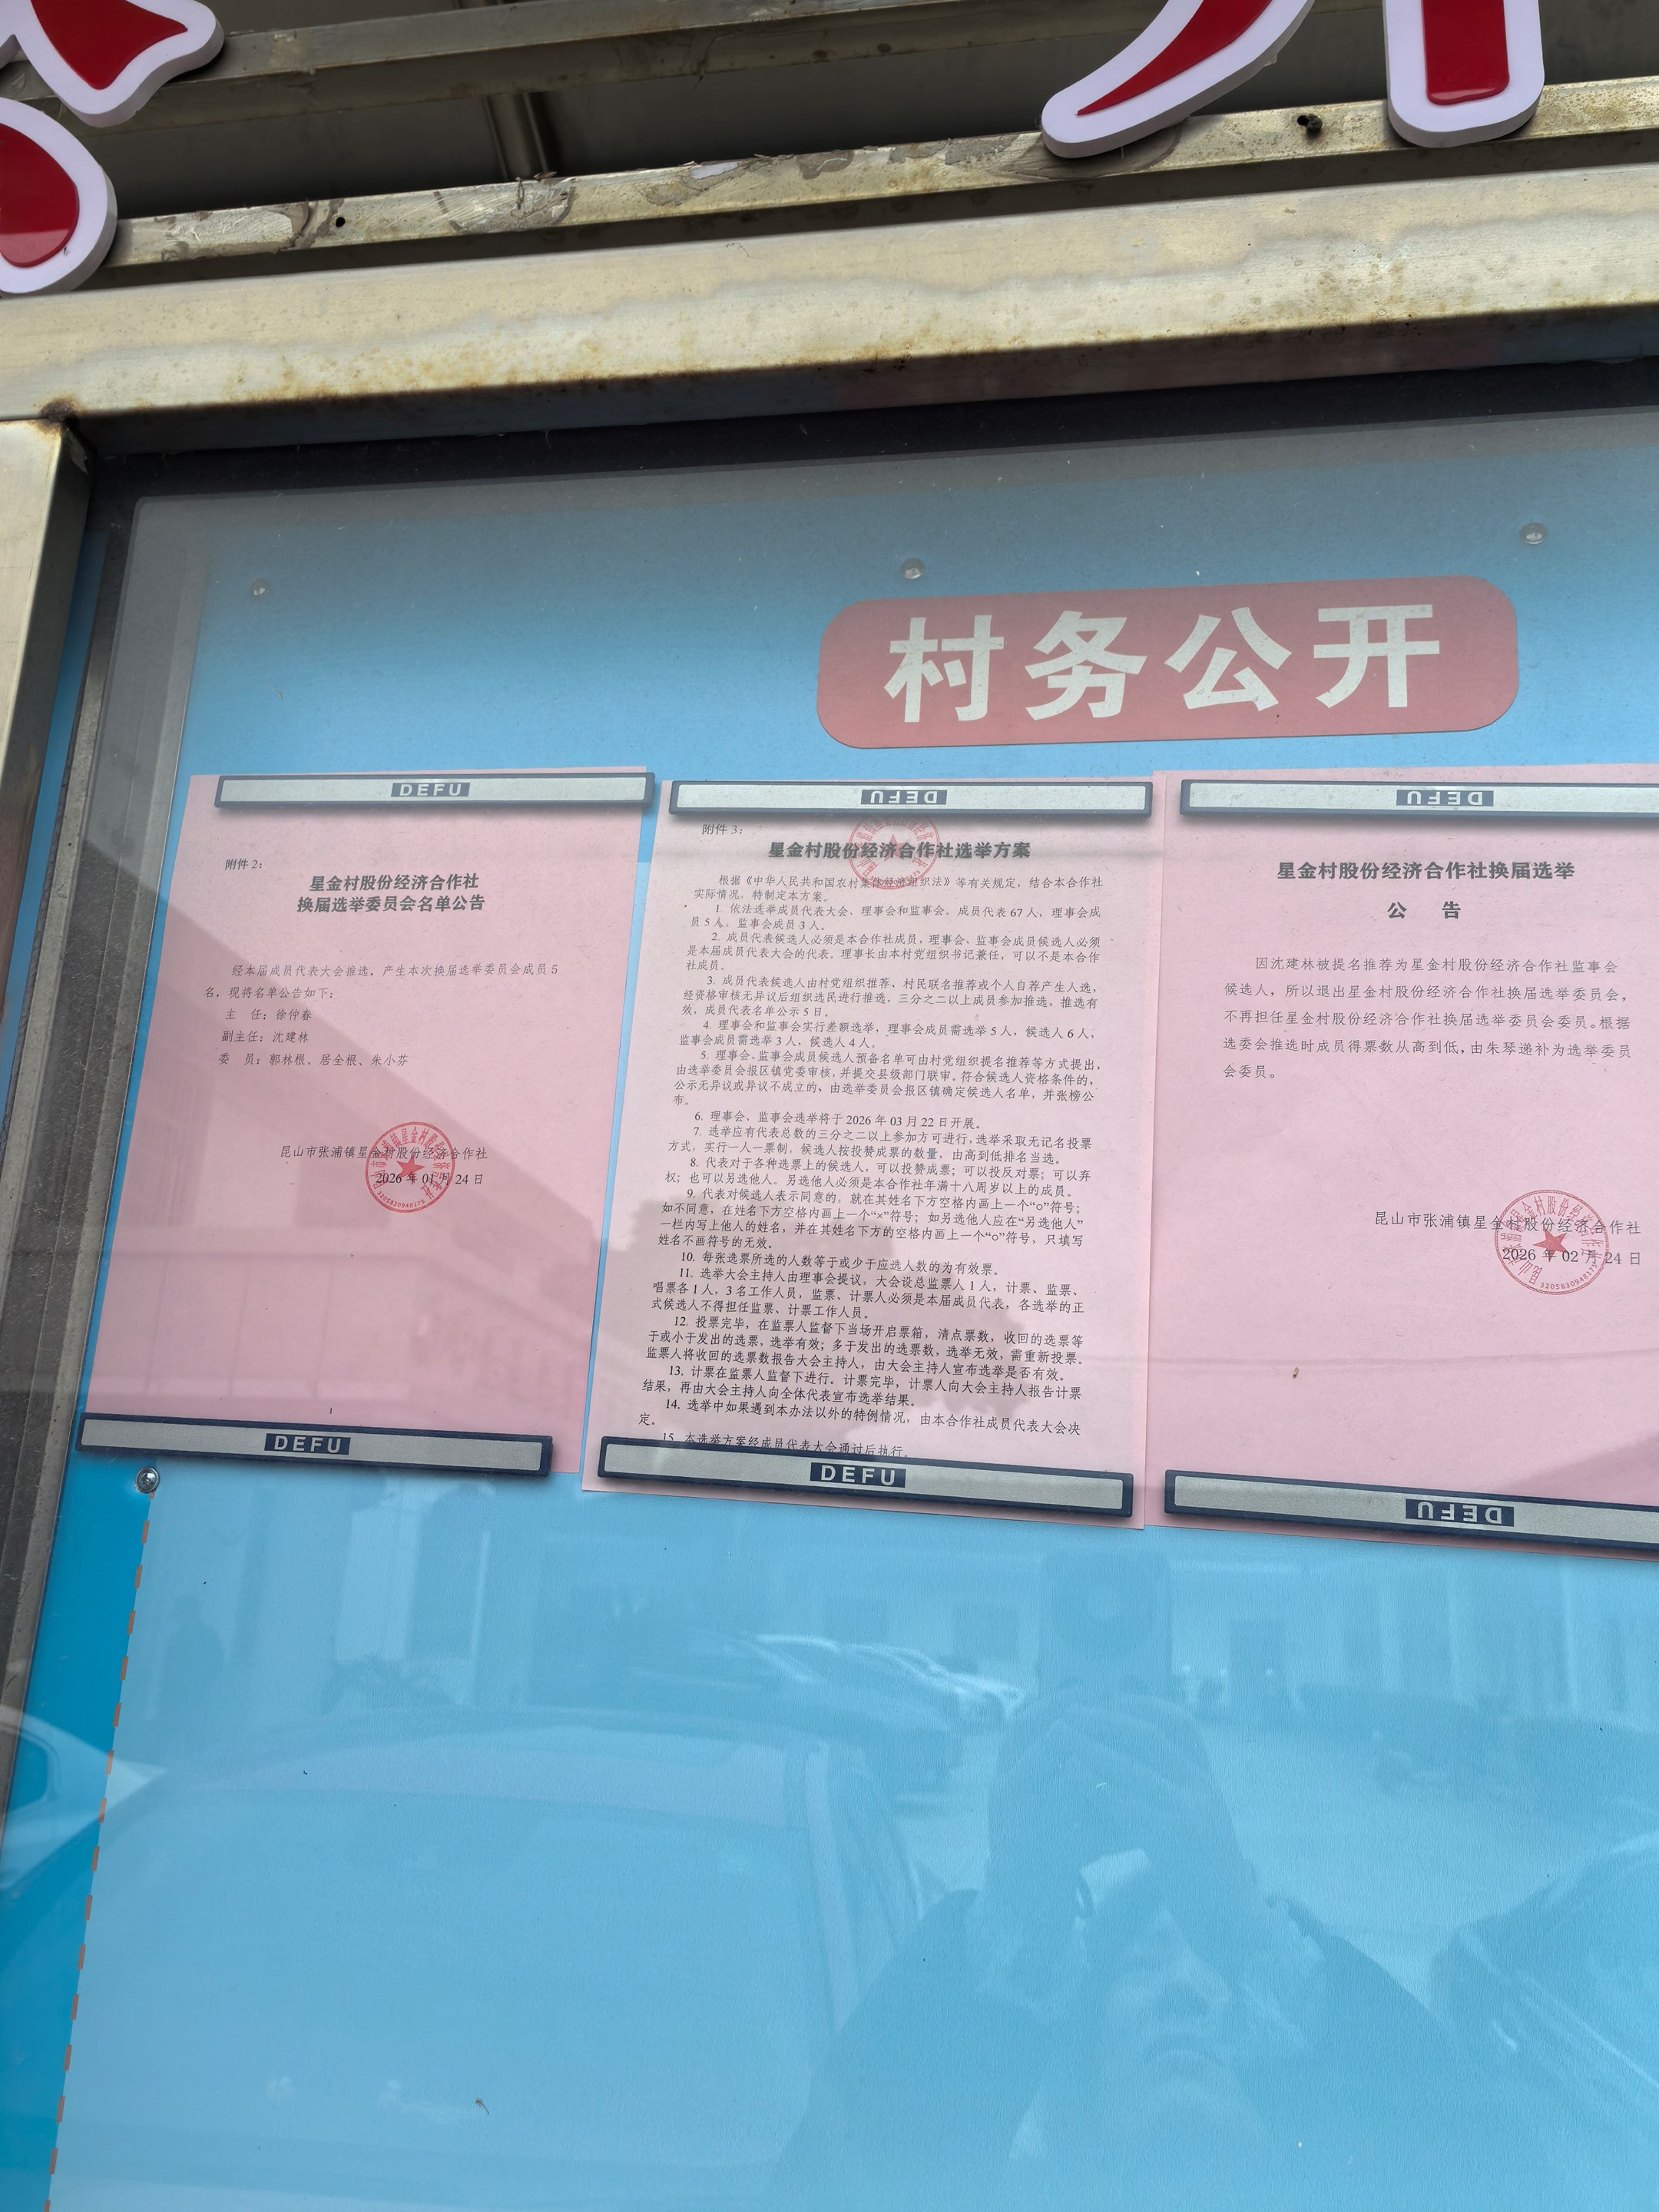 村务公开
DEFU
附件 2：
星金村股份经济合作社
换届选举委员会名单公告
经本届成员代表大会推选，产生本次换届选举委员会成员 5
名，现将名单公告如下：
主　任：徐仲春
副主任：沈建林
委　员：郭林根、居全根、朱小芬
昆山市张浦镇星金村股份经济合作社
2026 年 01 月 24 日
DEFU
DEFU
附件 3：
星金村股份经济合作社选举方案
根据《中华人民共和国农村集体经济组织法》等有关规定，结合本合作社
实际情况，特制定本方案。
1. 依法选举成员代表大会、理事会和监事会。成员代表 67 人，理事会成
员 5 人，监事会成员 3 人。
2. 成员代表候选人必须是本合作社成员，理事会、监事会成员候选人必须
是本届成员代表大会的代表。理事长由本村党组织书记兼任，可以不是本合作
社成员。
3. 成员代表候选人由村党组织推荐、村民联名推荐或个人自荐产生人选，
经资格审核无异议后组织选民进行推选，三分之二以上成员参加推选，推选有
效，成员代表名单公示 5 日。
4. 理事会和监事会实行差额选举，理事会成员需选举 5 人，候选人 6 人，
监事会成员需选举 3 人，候选人 4 人。
5. 理事会、监事会成员候选人预备名单可由村党组织提名推荐等方式提出，
由选举委员会报区镇党委审核，并提交县级部门联审。符合候选人资格条件的，
公示无异议或异议不成立的，由选举委员会报区镇确定候选人名单，并张榜公
布。
6. 理事会、监事会选举将于 2026 年 03 月 22 日开展。
7. 选举应有代表总数的三分之二以上参加方可进行，选举采取无记名投票
方式，实行一人一票制，候选人按投赞成票的数量，由高到低排名当选。
8. 代表对于各种选票上的候选人，可以投赞成票；可以投反对票；可以弃
权；也可以另选他人。另选他人必须是本合作社年满十八周岁以上的成员。
9. 代表对候选人表示同意的，就在其姓名下方空格内画上一个“○”符号；
如不同意，在姓名下方空格内画上一个“×”符号；如另选他人应在“另选他人”
一栏内写上他人的姓名，并在其姓名下方的空格内画上一个“○”符号，只填写
姓名不画符号的无效。
10. 每张选票所选的人数等于或少于应选人数的为有效票。
11. 选举大会主持人由理事会提议，大会设总监票人 1 人，计票、监票、
唱票各 1 人，3 名工作人员，监票、计票人必须是本届成员代表，各选举的正
式候选人不得担任监票、计票工作人员。
12. 投票完毕，在监票人监督下当场开启票箱，清点票数，收回的选票等
于或小于发出的选票，选举有效；多于发出的选票数，选举无效，需重新投票。
监票人将收回的选票数报告大会主持人，由大会主持人宣布选举是否有效。
13. 计票在监票人监督下进行。计票完毕，计票人向大会主持人报告计票
结果，再由大会主持人向全体代表宣布选举结果。
14. 选举中如果遇到本办法以外的特例情况，由本合作社成员代表大会决
定。
15. 本选举方案经成员代表大会通过后执行。
DEFU
DEFU
星金村股份经济合作社换届选举
公　告
因沈建林被提名推荐为星金村股份经济合作社监事会
候选人，所以退出星金村股份经济合作社换届选举委员会，
不再担任星金村股份经济合作社换届选举委员会委员。根据
选委会推选时成员得票数从高到低，由朱琴递补为选举委员
会委员。
昆山市张浦镇星金村股份经济合作社
2026 年 02 月 24 日
DEFU